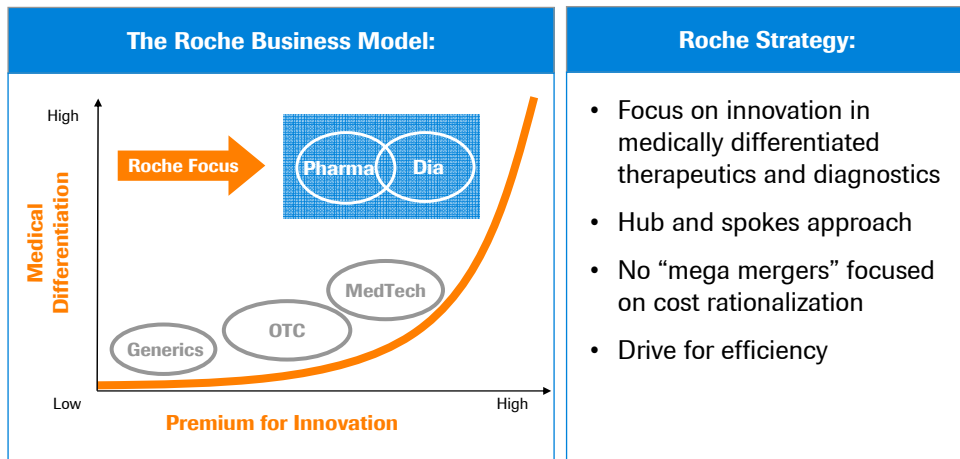 The Roche Business Model:
High
Roche Focus
Pharma
Dia
Medical
Differentiation
MedTech
OTC
Generics
Low
High
Premium for Innovation
Roche Strategy:
• Focus on innovation in
medically differentiated
therapeutics and diagnostics
• Hub and spokes approach
• No “mega mergers” focused
on cost rationalization
• Drive for efficiency